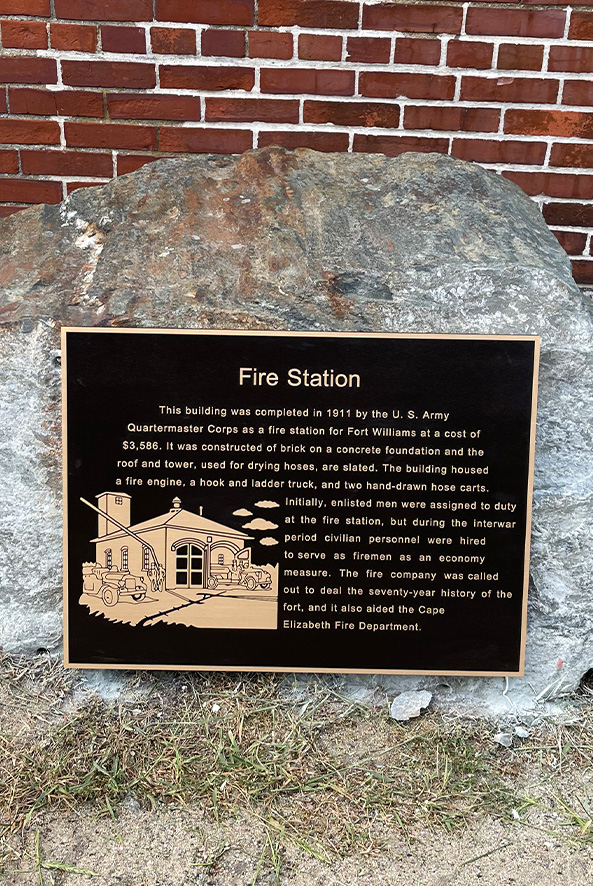 Fire Station
This building was completed in 1911 by the U. S. Army
Quartermaster Corps as a fire station for Fort Williams at a cost of
$3,586. It was constructed of brick on a concrete foundation and the
roof and tower, used for drying hoses, are slated. The building housed
a fire engine, a hook and ladder truck, and two hand-drawn hose carts.
Initially, enlisted men were assigned to duty
at the fire station, but during the interwar
period civilian personnel were hired
to serve as firemen as an economy
measure. The fire company was called
out to deal the seventy-year history of the
fort, and it also aided the Cape
Elizabeth Fire Department.